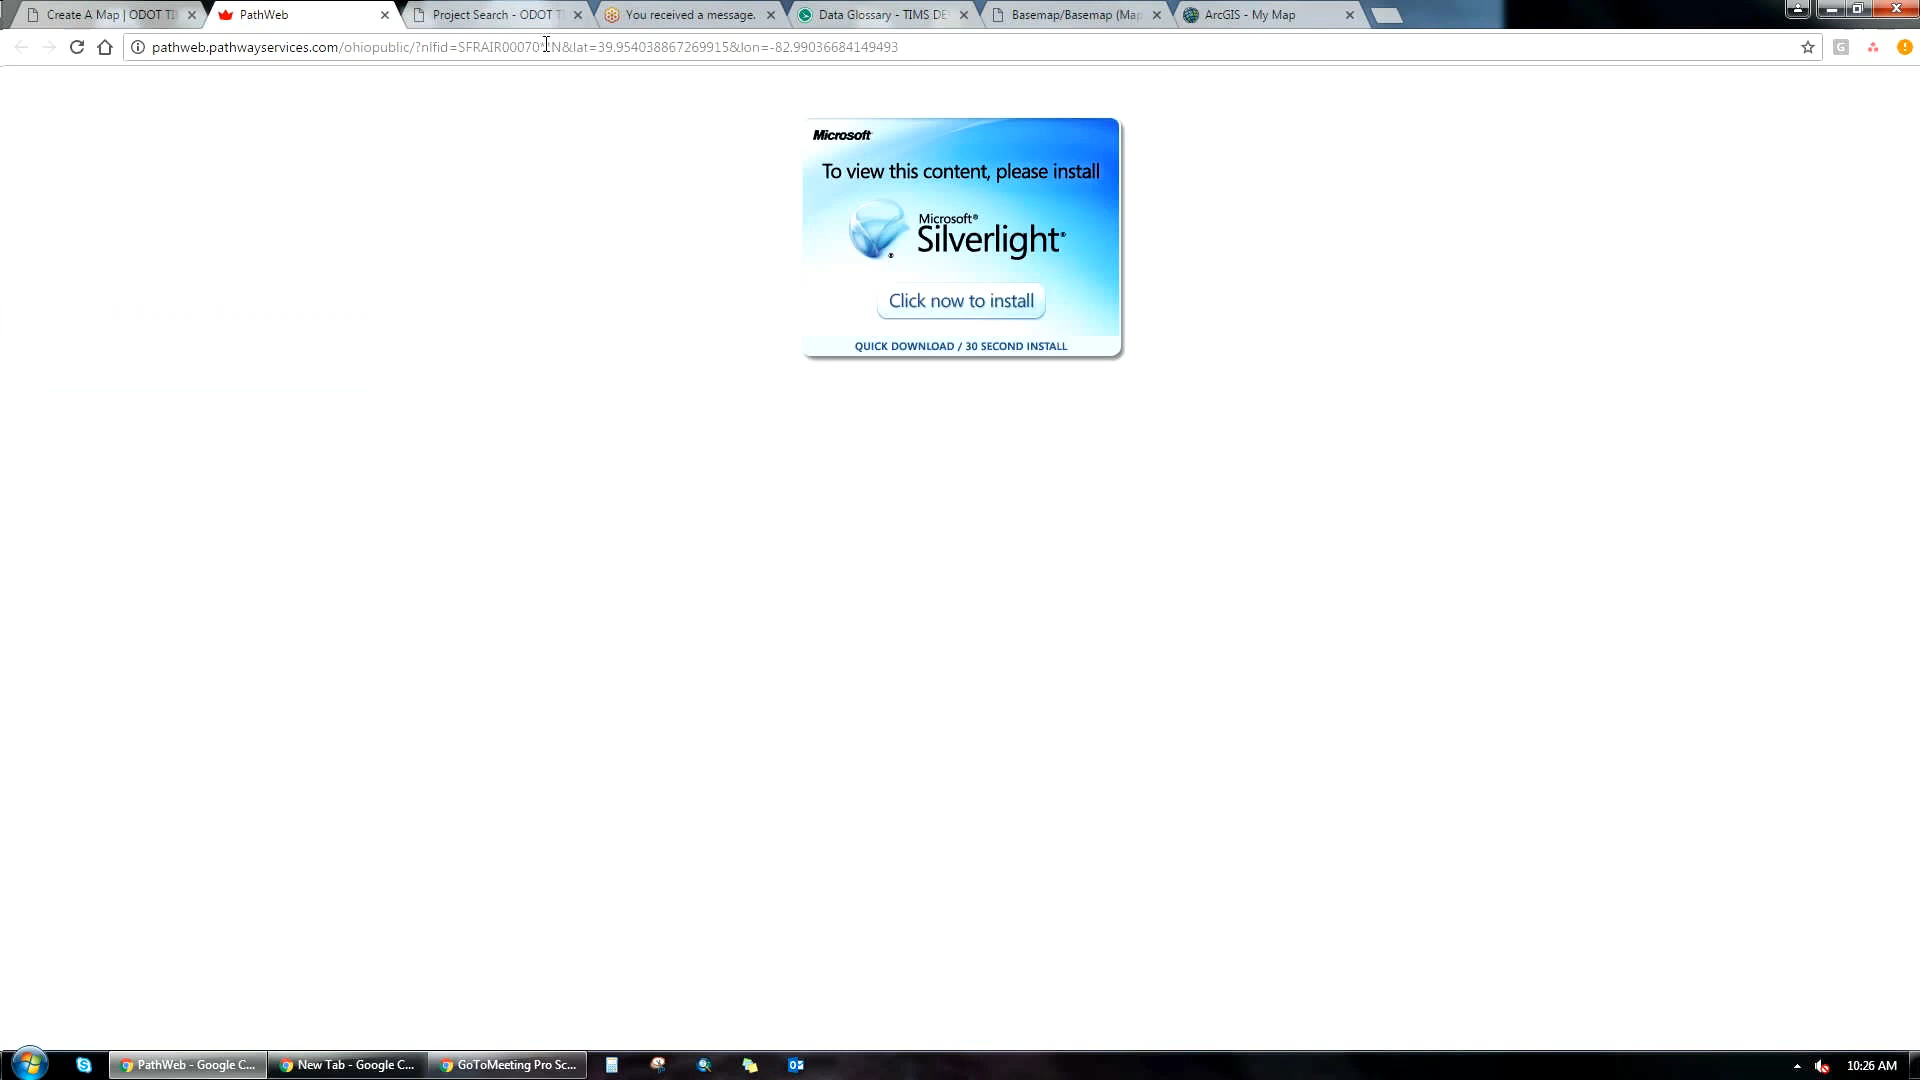 Create A Map | ODOT TI
PathWeb
Project Search - ODOT T
You received a message.
Data Glossary - TIMS DE
Basemap/Basemap (Map
ArcGIS - My Map
pathweb.pathwayservices.com/ohiopublic/?nlfid=SFRAIR00070*IN&lat=39.954038867269915&lon=-82.99036684149493
Microsoft
To view this content, please install
Microsoft®
Silverlight®
Click now to install
QUICK DOWNLOAD / 30 SECOND INSTALL
PathWeb - Google C...
New Tab - Google C...
GoToMeeting Pro Sc...
10:26 AM